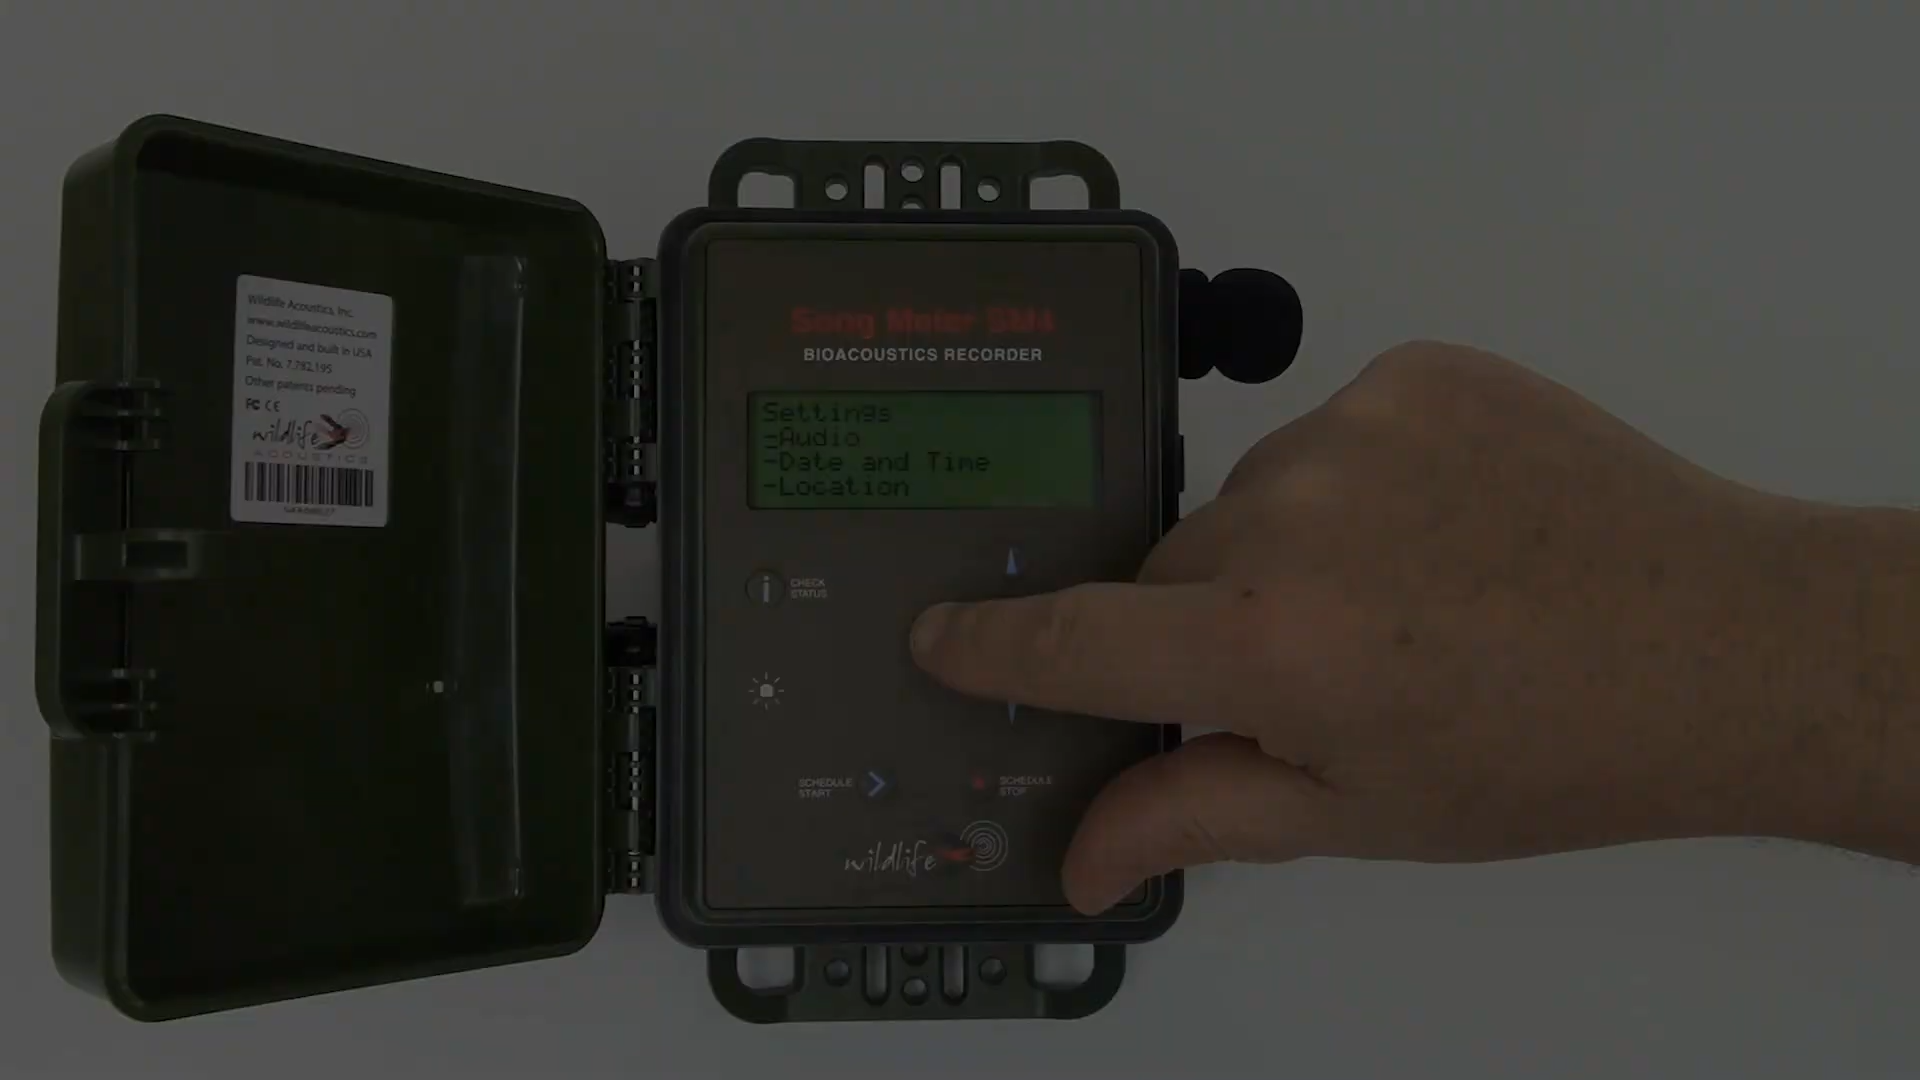 Wildlife Acoustics, Inc.
www.wildlifeacoustics.com
Designed and built in USA
Pat. No. 7,782,195
Other patents pending
FC CE
wildlife
ACOUSTICS
Song Meter SM4
BIOACOUSTICS RECORDER
Settings
-Audio
-Date and Time
-Location
i CHECK
STATUS
SCHEDULE
START
SCHEDULE
STOP
wildlife